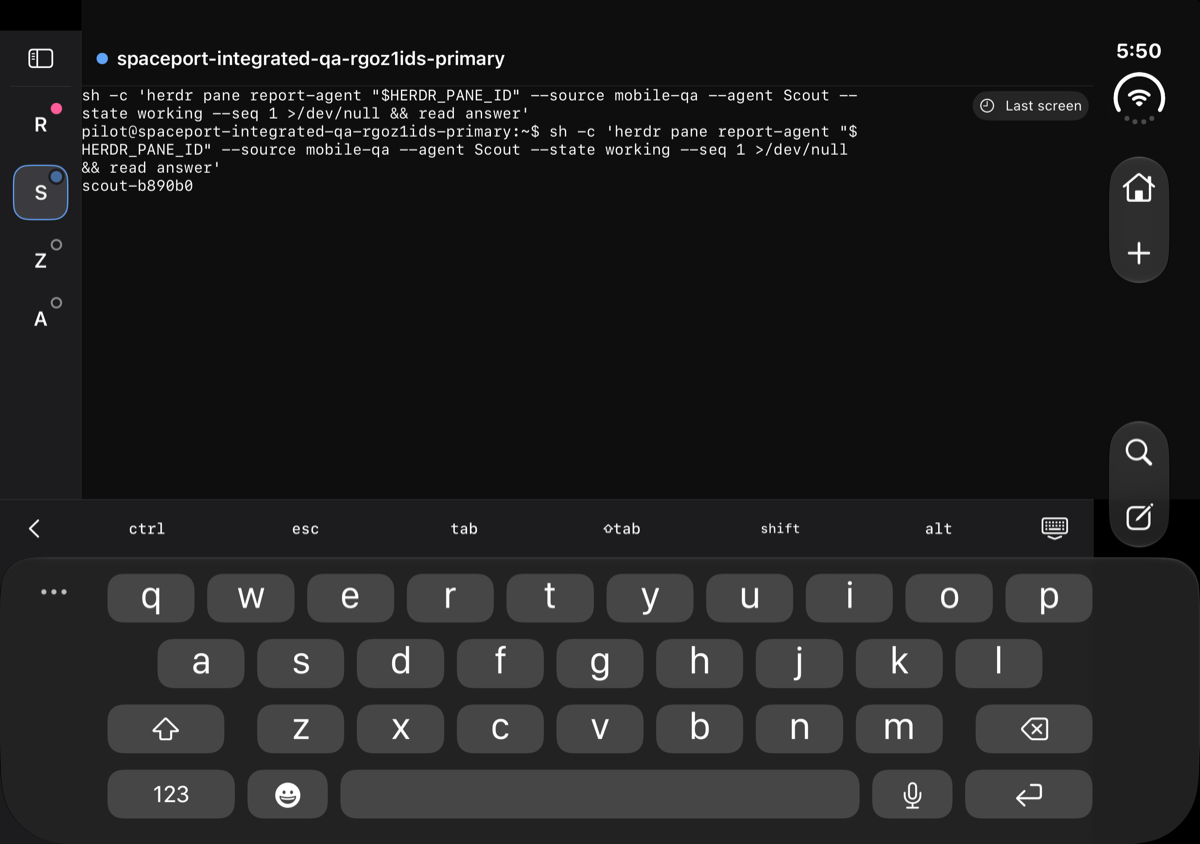 5:50
spaceport-integrated-qa-rgoz1ids-primary
Last screen
R
S
Z
A
sh -c 'herdr pane report-agent "$HERDR_PANE_ID" --source mobile-qa --agent Scout --
state working --seq 1 >/dev/null && read answer'
pilot@spaceport-integrated-qa-rgoz1ids-primary:~$ sh -c 'herdr pane report-agent "$
HERDR_PANE_ID" --source mobile-qa --agent Scout --state working --seq 1 >/dev/null
&& read answer'
scout-b890b0
ctrl esc tab ⇧tab shift alt
q w e r t y u i o p
a s d f g h j k l
z x c v b n m
123